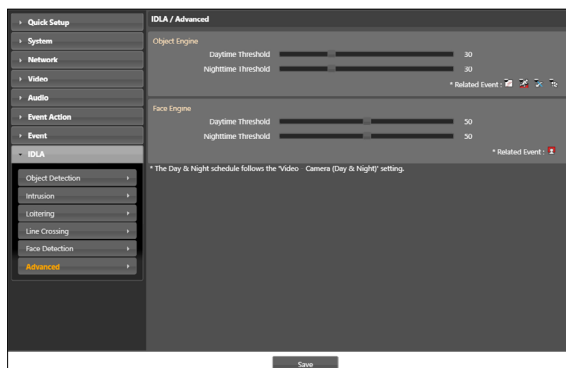 Quick Setup
System
Network
Video
Audio
Event Action
Event
IDLA
Object Detection
Intrusion
Loitering
Line Crossing
Face Detection
Advanced
IDLA / Advanced
Object Engine
Daytime Threshold 30
Nighttime Threshold 30
* Related Event :
Face Engine
Daytime Threshold 50
Nighttime Threshold 50
* Related Event :
* The Day & Night schedule follows the 'Video - Camera (Day & Night)' setting.
Save